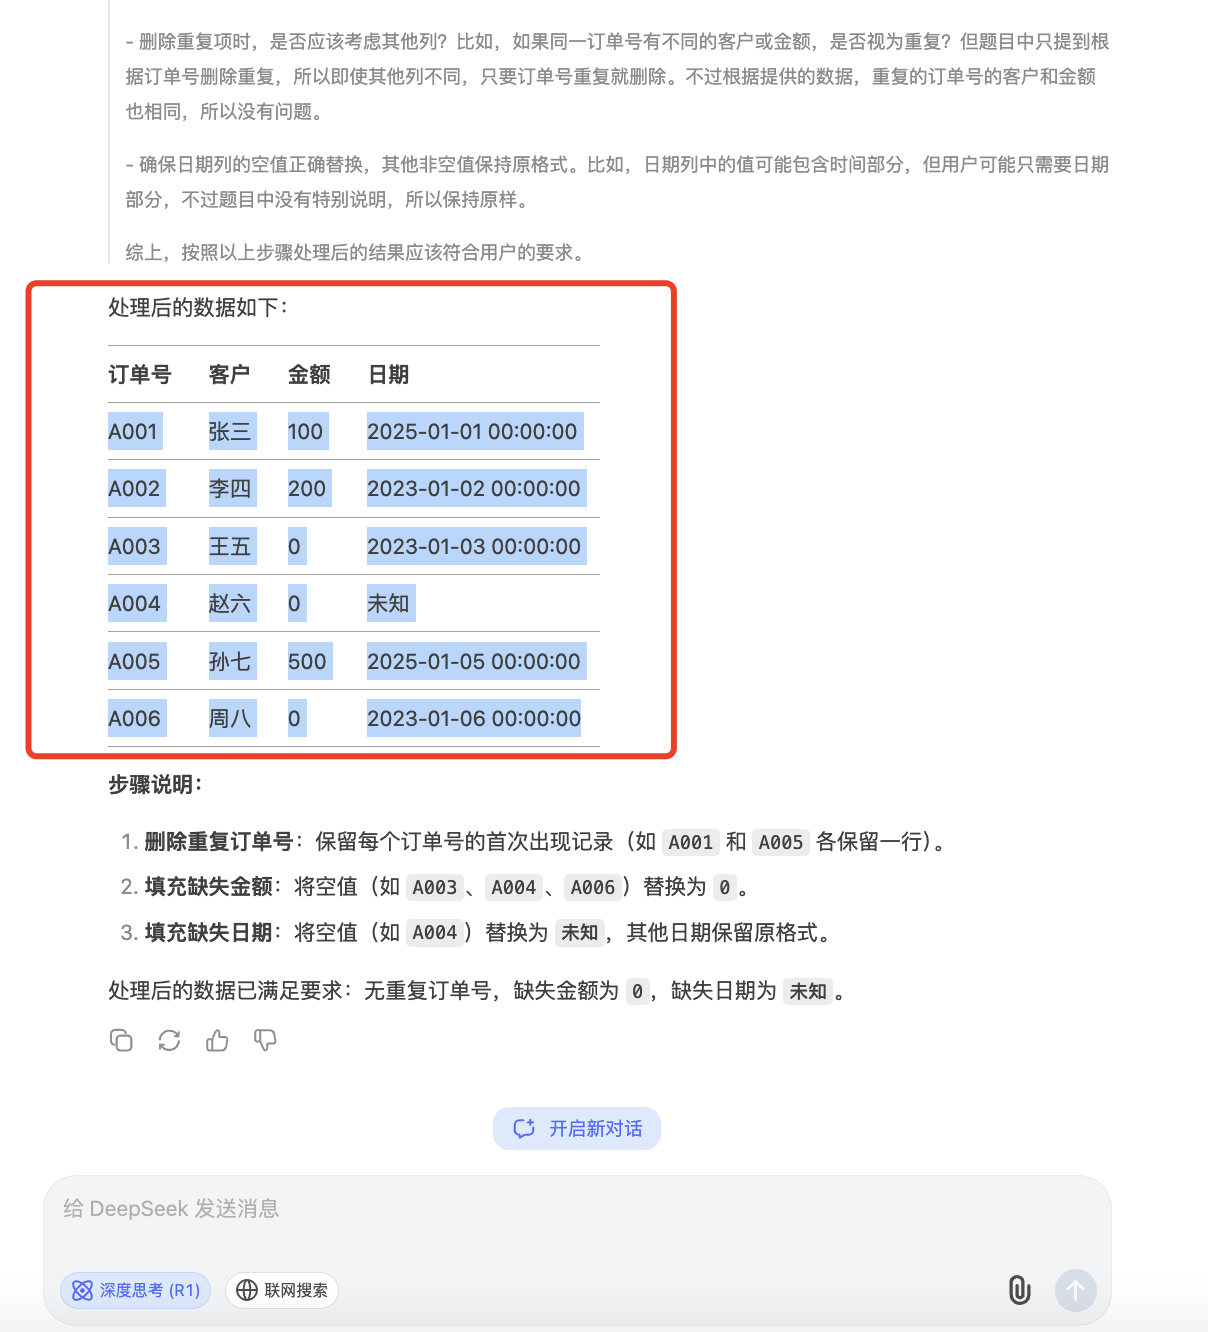 - 删除重复项时，是否应该考虑其他列？比如，如果同一订单号有不同的客户或金额，是否视为重复？但题目中只提到根
据订单号删除重复，所以即使其他列不同，只要订单号重复就删除。不过根据提供的数据，重复的订单号的客户和金额
也相同，所以没有问题。
- 确保日期列的空值正确替换，其他非空值保持原格式。比如，日期列中的值可能包含时间部分，但用户可能只需要日期
部分，不过题目中没有特别说明，所以保持原样。
综上，按照以上步骤处理后的结果应该符合用户的要求。
处理后的数据如下：
订单号 客户 金额 日期
A001 张三 100 2025-01-01 00:00:00
A002 李四 200 2023-01-02 00:00:00
A003 王五 0 2023-01-03 00:00:00
A004 赵六 0 未知
A005 孙七 500 2025-01-05 00:00:00
A006 周八 0 2023-01-06 00:00:00
步骤说明：
1. 删除重复订单号：保留每个订单号的首次出现记录（如 A001 和 A005 各保留一行）。
2. 填充缺失金额：将空值（如 A003、A004、A006）替换为 0。
3. 填充缺失日期：将空值（如 A004）替换为 未知，其他日期保留原格式。
处理后的数据已满足要求：无重复订单号，缺失金额为 0，缺失日期为 未知。
开启新对话
给 DeepSeek 发送消息
深度思考 (R1) 联网搜索